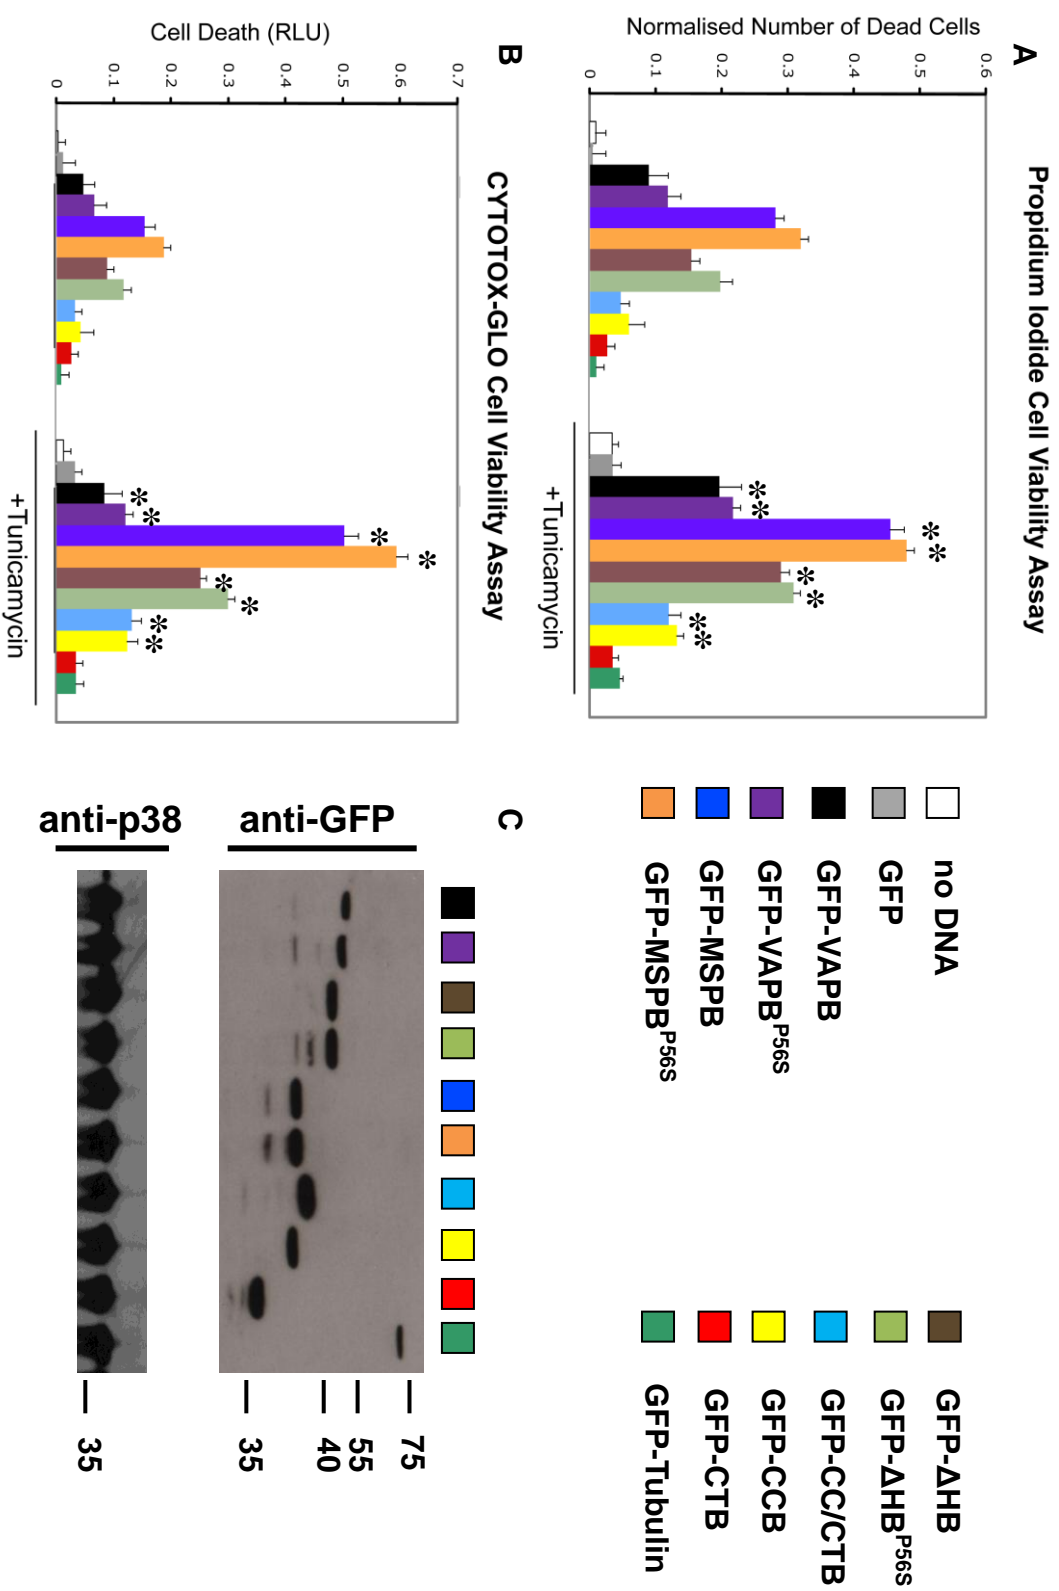 A
Propidium Iodide Cell Viability Assay
Normalised Number of Dead Cells
0
0.1
0.2
0.3
0.4
0.5
0.6
* * * * * * * *
+Tunicamycin
B
CYTOTOX-GLO Cell Viability Assay
Cell Death (RLU)
0
0.1
0.2
0.3
0.4
0.5
0.6
0.7
* * * * * * * *
+Tunicamycin
no DNA
GFP
GFP-VAPB
GFP-VAPBP56S
GFP-MSPB
GFP-MSPBP56S
GFP-ΔHB
GFP-ΔHBP56S
GFP-CC/CTB
GFP-CCB
GFP-CTB
GFP-Tubulin
C
anti-GFP
75
55
40
35
anti-p38
35